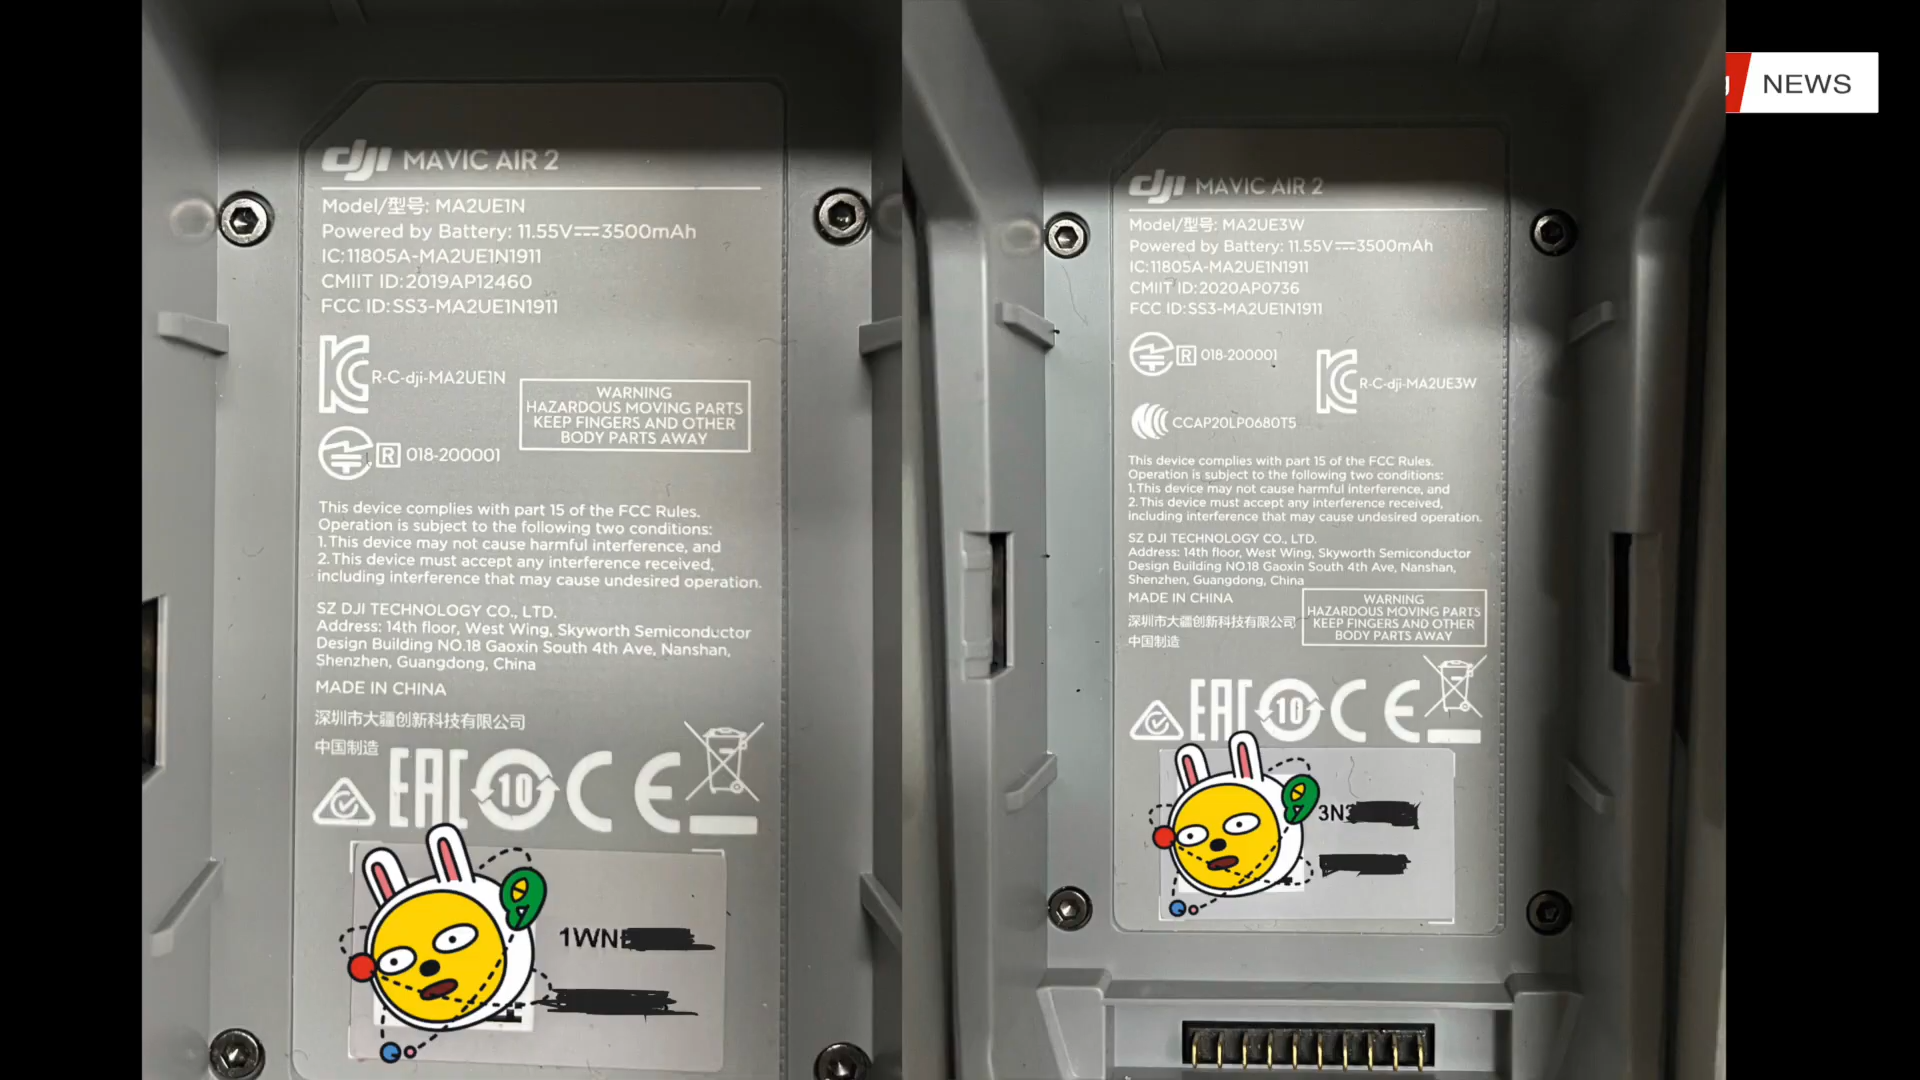 dji MAVIC AIR 2
Model/型号: MA2UE1N
Powered by Battery: 11.55V⎓3500mAh
IC:11805A-MA2UE1N1911
CMIIT ID:2019AP12460
FCC ID:SS3-MA2UE1N1911
R-C-dji-MA2UE1N
WARNING
HAZARDOUS MOVING PARTS
KEEP FINGERS AND OTHER
BODY PARTS AWAY
R 018-200001
This device complies with part 15 of the FCC Rules.
Operation is subject to the following two conditions:
1.This device may not cause harmful interference, and
2.This device must accept any interference received,
including interference that may cause undesired operation.
SZ DJI TECHNOLOGY CO., LTD.
Address: 14th floor, West Wing, Skyworth Semiconductor
Design Building NO.18 Gaoxin South 4th Ave, Nanshan,
Shenzhen, Guangdong, China
MADE IN CHINA
深圳市大疆创新科技有限公司
中国制造
EAC 10 CE
1WN
dji MAVIC AIR 2
Model/型号: MA2UE3W
Powered by Battery: 11.55V⎓3500mAh
IC:11805A-MA2UE1N1911
CMIIT ID:2020AP0736
FCC ID:SS3-MA2UE1N1911
R 018-200001
R-C-dji-MA2UE3W
CCAP20LP0680T5
This device complies with part 15 of the FCC Rules.
Operation is subject to the following two conditions:
1.This device may not cause harmful interference, and
2.This device must accept any interference received,
including interference that may cause undesired operation.
SZ DJI TECHNOLOGY CO., LTD.
Address: 14th floor, West Wing, Skyworth Semiconductor
Design Building NO.18 Gaoxin South 4th Ave, Nanshan,
Shenzhen, Guangdong, China
MADE IN CHINA
深圳市大疆创新科技有限公司
中国制造
WARNING
HAZARDOUS MOVING PARTS
KEEP FINGERS AND OTHER
BODY PARTS AWAY
EAC 10 CE
3N3
NEWS